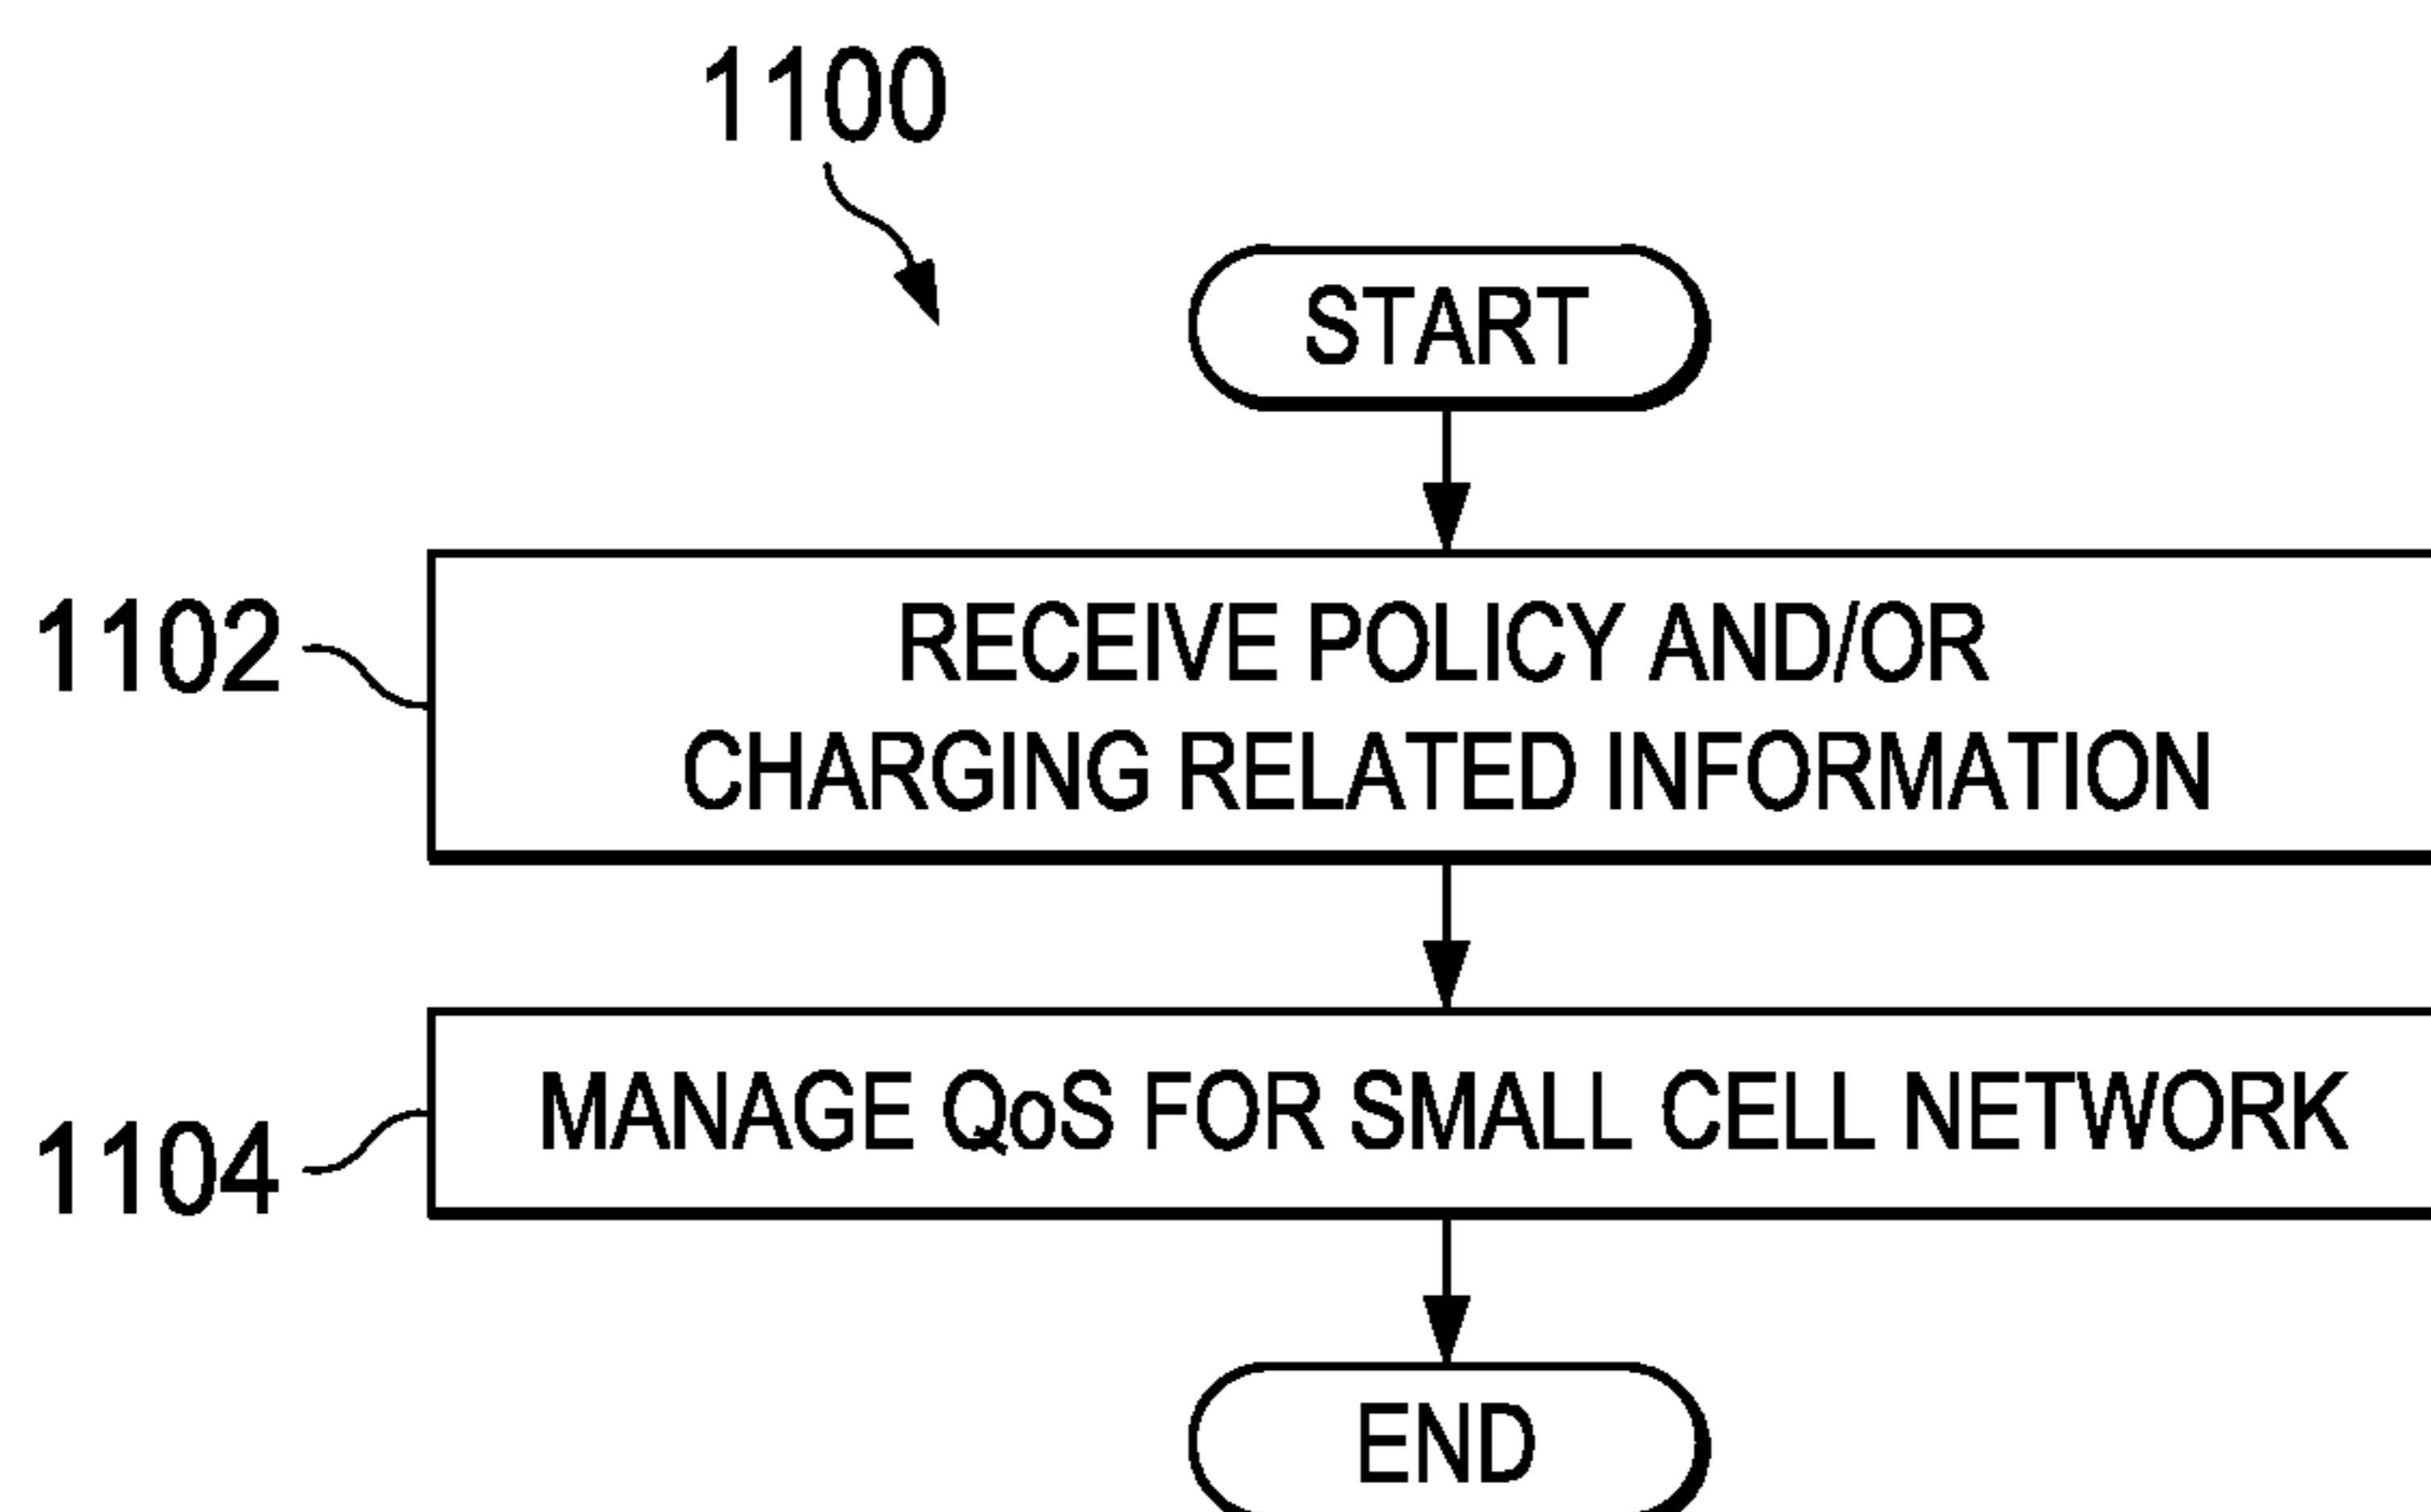 1100
START
1102
RECEIVE POLICY AND/OR
CHARGING RELATED INFORMATION
1104
MANAGE QoS FOR SMALL CELL NETWORK
END